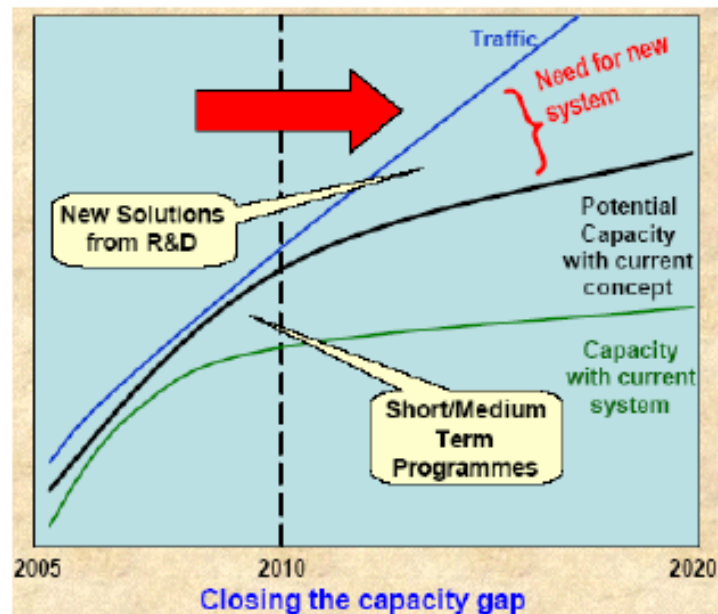 Traffic
Need for new
system
New Solutions
from R&D
Potential
Capacity
with current
concept
Capacity
with current
system
Short/Medium
Term
Programmes
2005
2010
2020
Closing the capacity gap